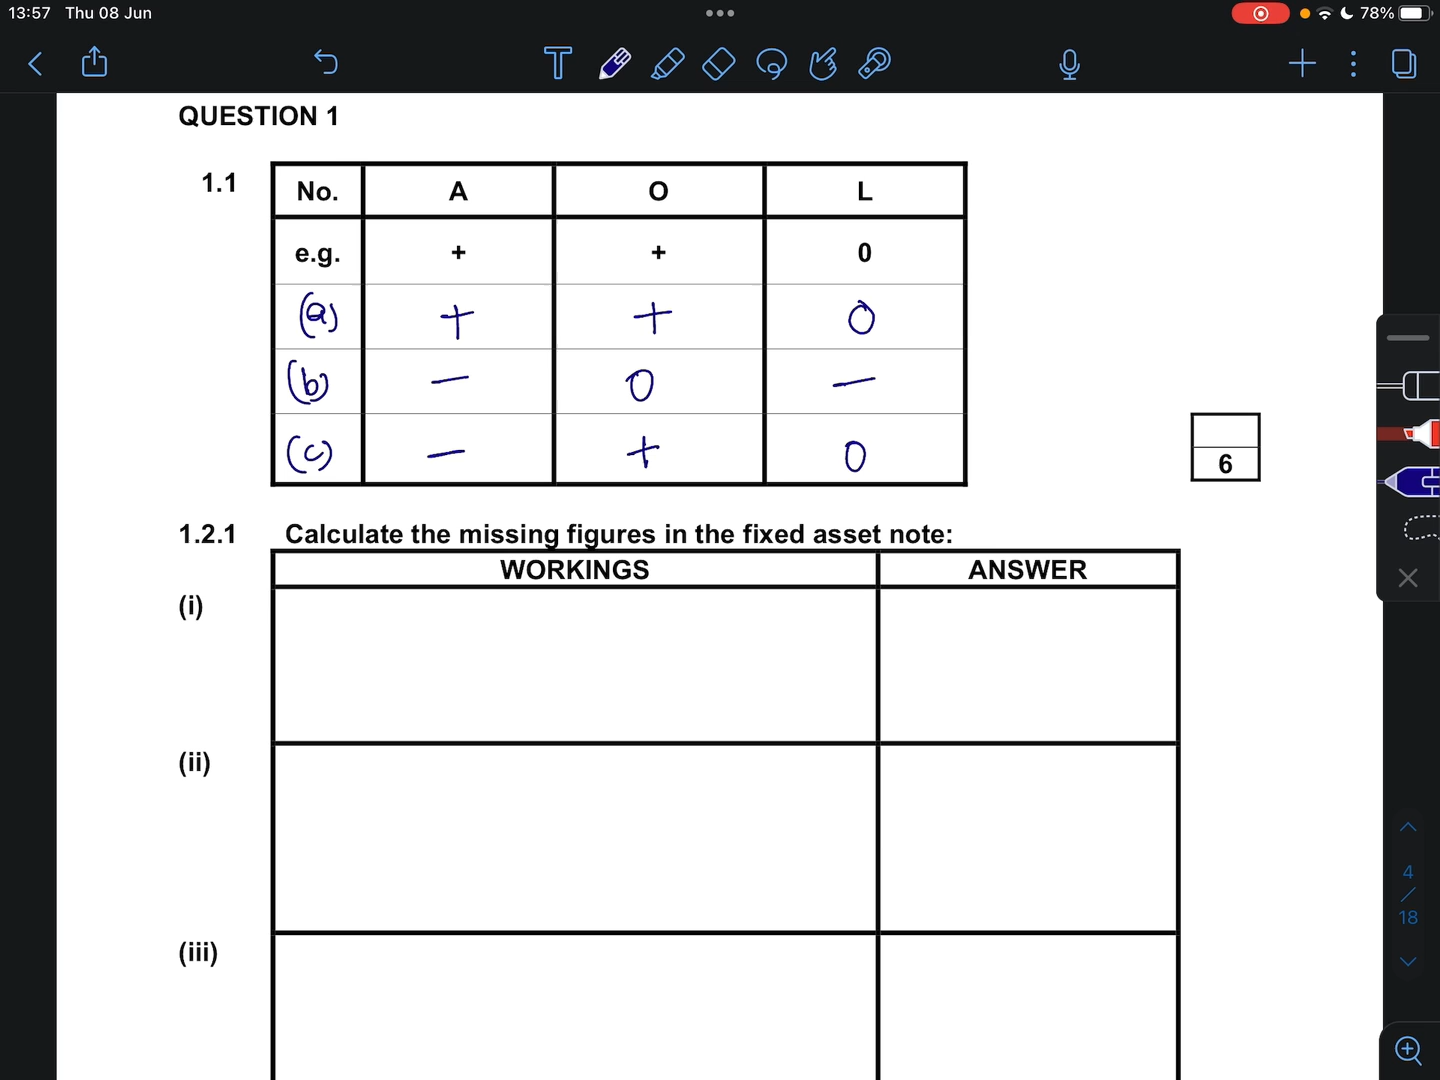 13:57 Thu 08 Jun
78%
QUESTION 1
1.1
No. A O L
e.g. + + 0
(a) + + 0
(b) — 0 —
(c) — + 0
6
1.2.1 Calculate the missing figures in the fixed asset note:
WORKINGS ANSWER
(i)
(ii)
(iii)
4
/
18